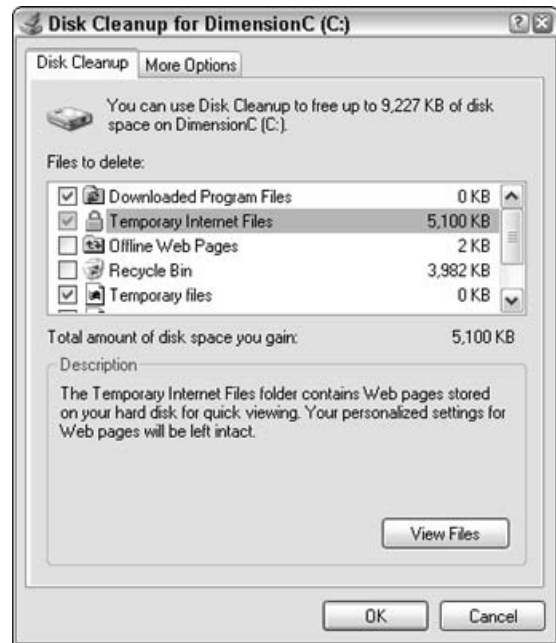 Disk Cleanup for DimensionC (C:)
Disk Cleanup
More Options
You can use Disk Cleanup to free up to 9,227 KB of disk
space on DimensionC (C:).
Files to delete:
Downloaded Program Files 0 KB
Temporary Internet Files 5,100 KB
Offline Web Pages 2 KB
Recycle Bin 3,982 KB
Temporary files 0 KB
Total amount of disk space you gain: 5,100 KB
Description
The Temporary Internet Files folder contains Web pages stored
on your hard disk for quick viewing. Your personalized settings for
Web pages will be left intact.
View Files
OK
Cancel